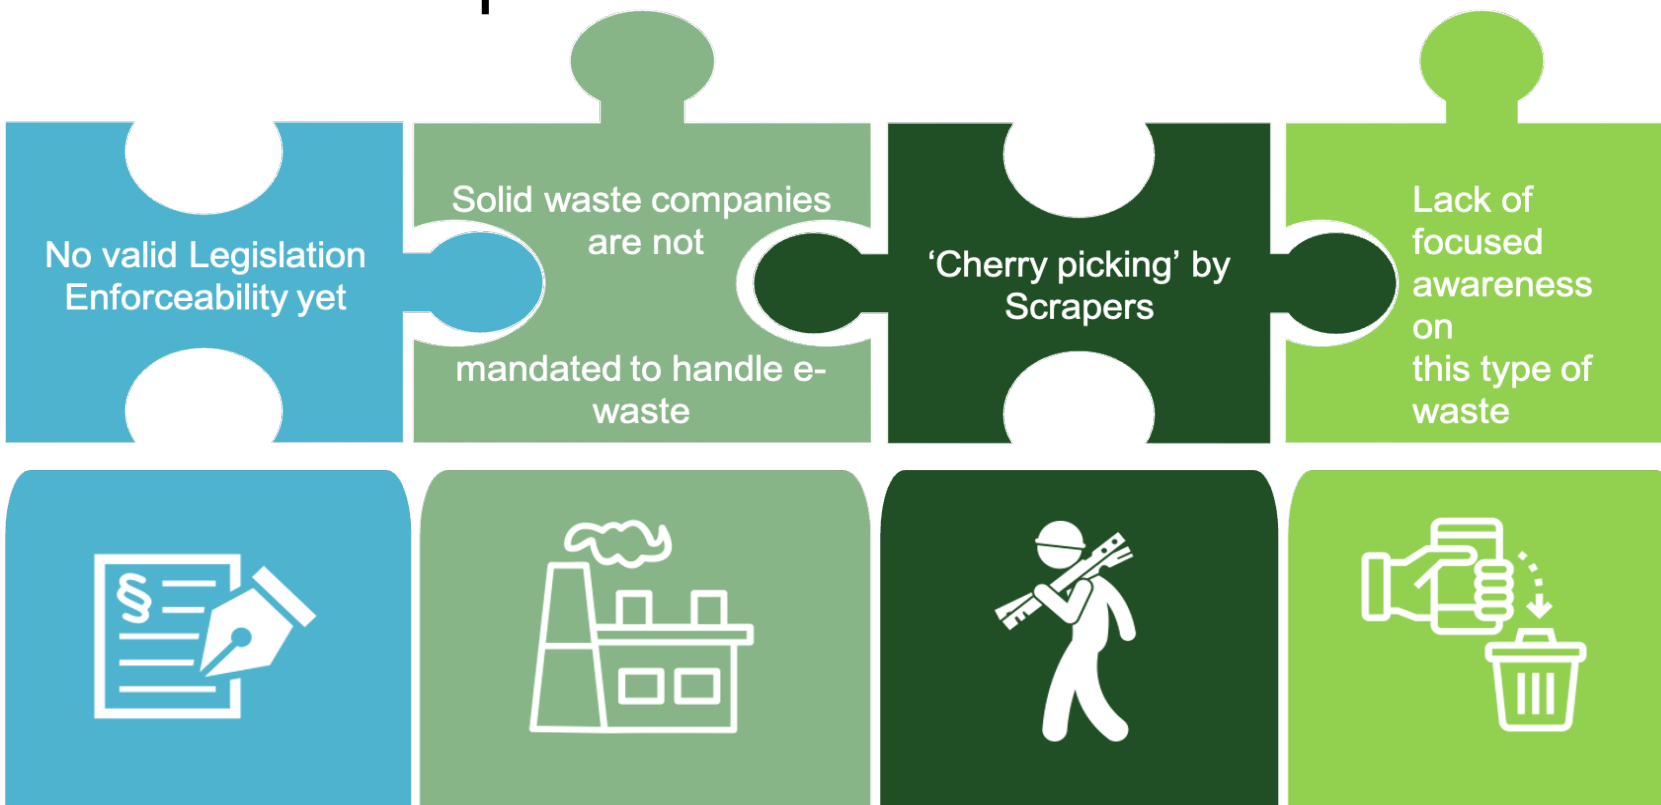 No valid Legislation
Enforceability yet
Solid waste companies
are not
mandated to handle e-
waste
‘Cherry picking’ by
Scrapers
Lack of
focused
awareness
on
this type of
waste
§